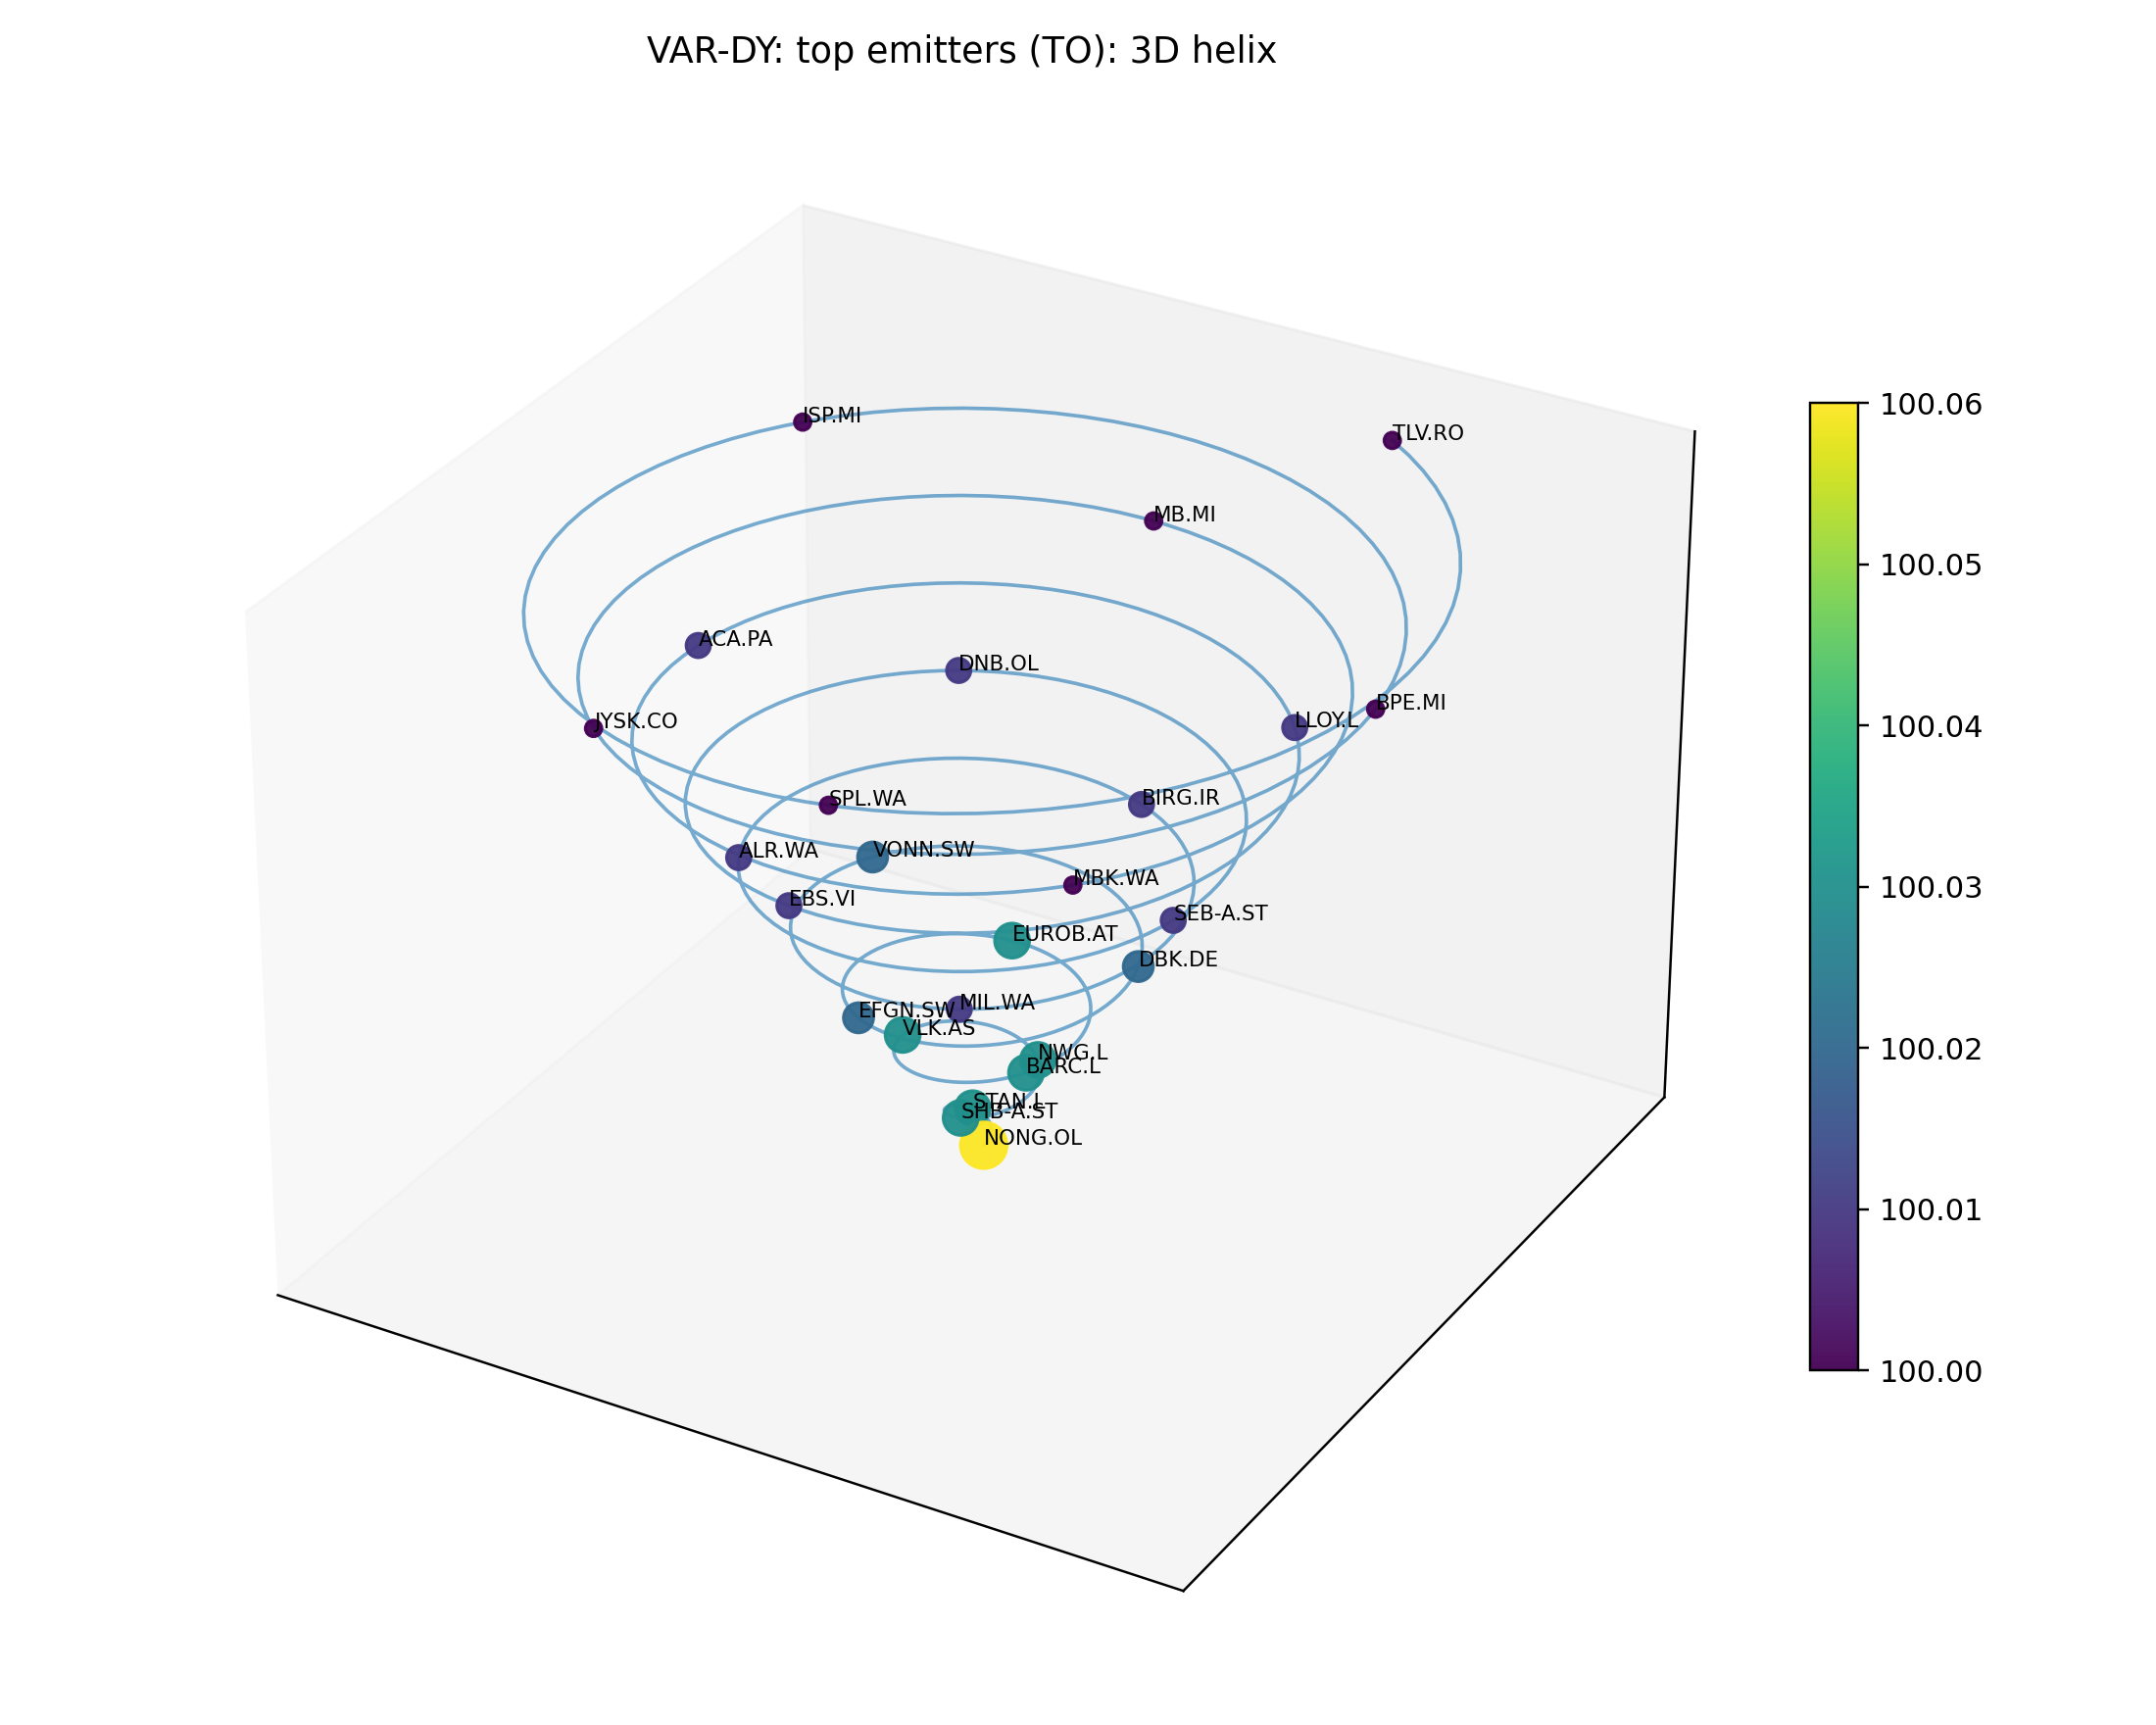 VAR-DY: top emitters (TO): 3D helix
ISP.MI
TLV.RO
MB.MI
ACA.PA
DNB.OL
BPE.MI
JYSK.CO
LLOY.L
SPL.WA
BIRG.IR
ALR.WA
VONN.SW
MBK.WA
EBS.VI
SEB-A.ST
EUROB.AT
DBK.DE
MIL.WA
EFGN.SW
VLK.AS
NWG.L
BARC.L
STAN.L
SHB-A.ST
NONG.OL
100.06
100.05
100.04
100.03
100.02
100.01
100.00